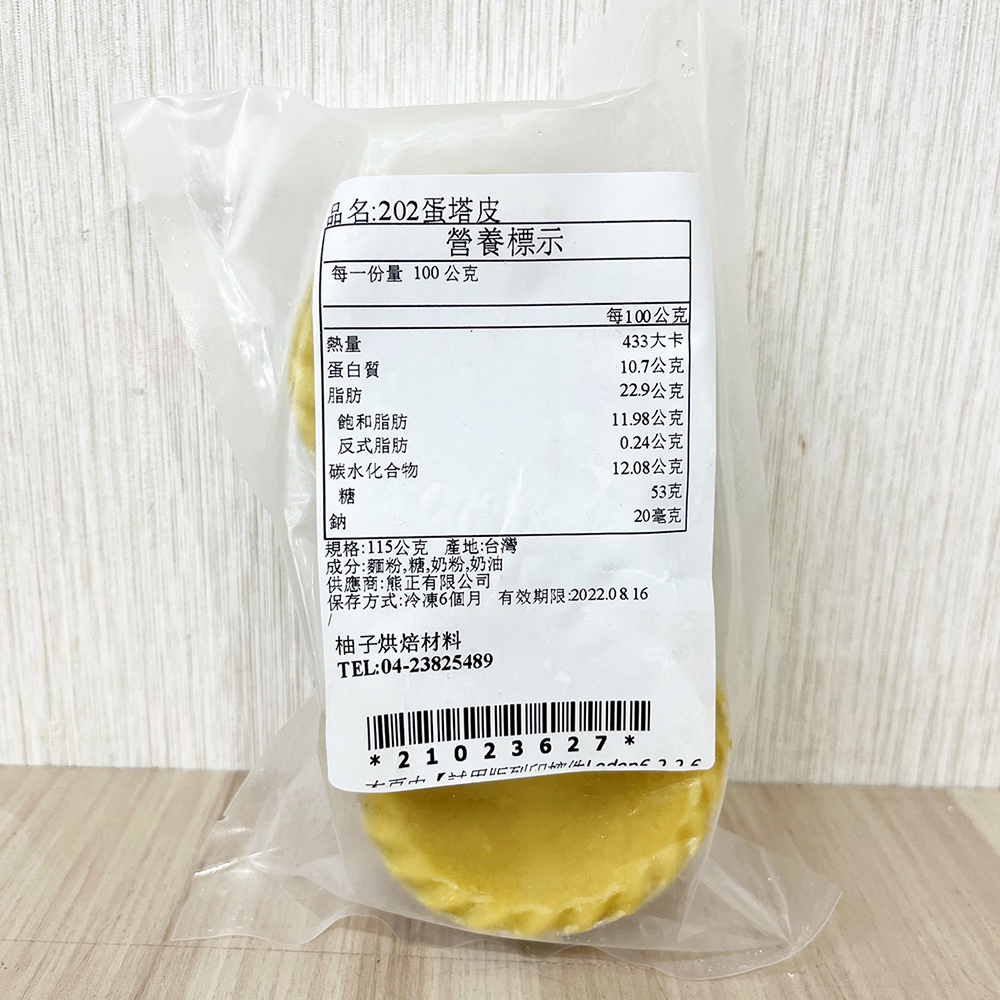 品名:202蛋塔皮
營養標示
每一份量 100公克
每100公克
熱量 433大卡
蛋白質 10.7公克
脂肪 22.9公克
飽和脂肪 11.98公克
反式脂肪 0.24公克
碳水化合物 12.08公克
糖 53克
鈉 20毫克
規格:115公克 產地:台灣
成分:麵粉,糖,奶粉,奶油
供應商:熊正有限公司
保存方式:冷凍6個月 有效期限:2022.08.16
/
柚子烘焙材料
TEL:04-23825489
*21023627*